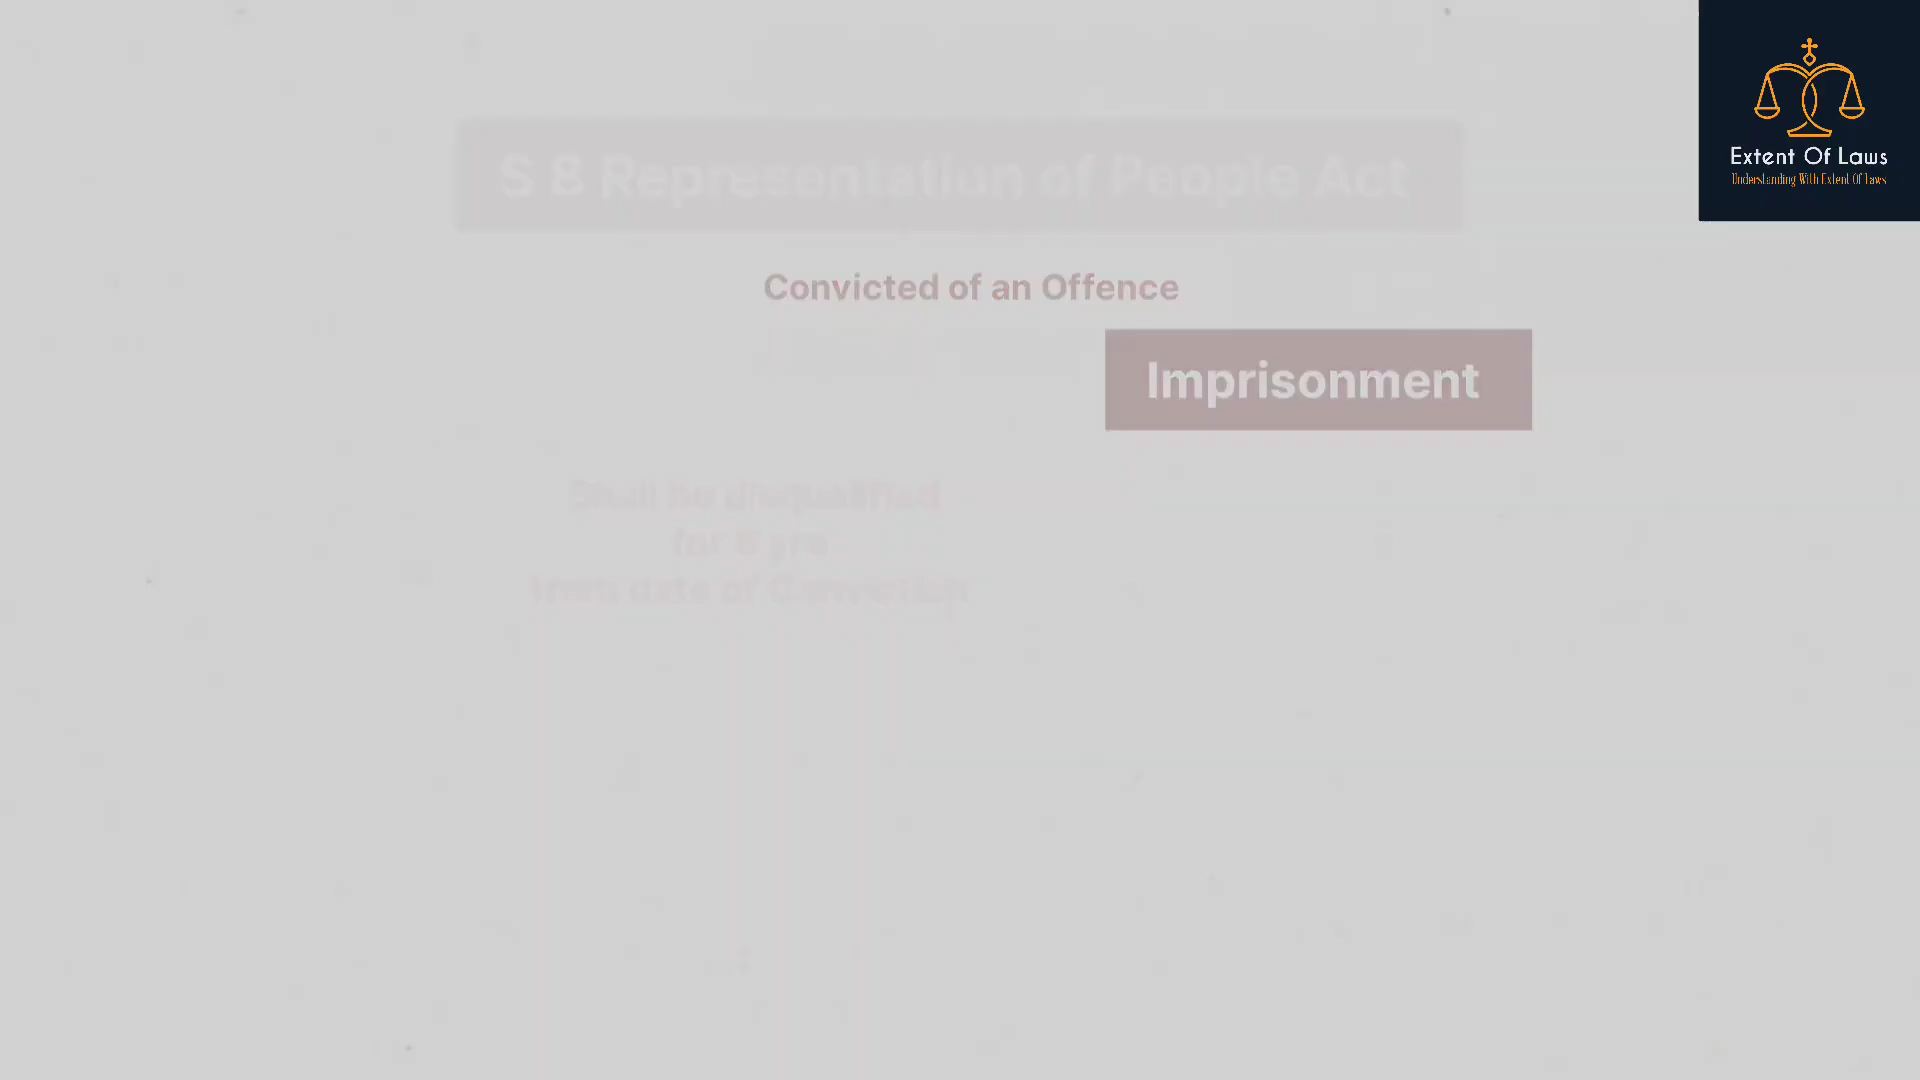 Extent Of Laws
Understanding With Extent Of Laws
S 8 Representation of People Act
Convicted of an Offence
Imprisonment
Shall be disqualified
for 6 yrs
from date of Conviction